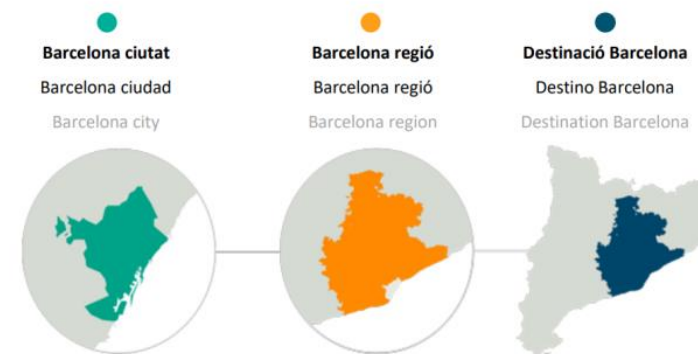 Barcelona ciutat
Barcelona ciudad
Barcelona city
Barcelona regió
Barcelona regió
Barcelona region
Destinació Barcelona
Destino Barcelona
Destination Barcelona